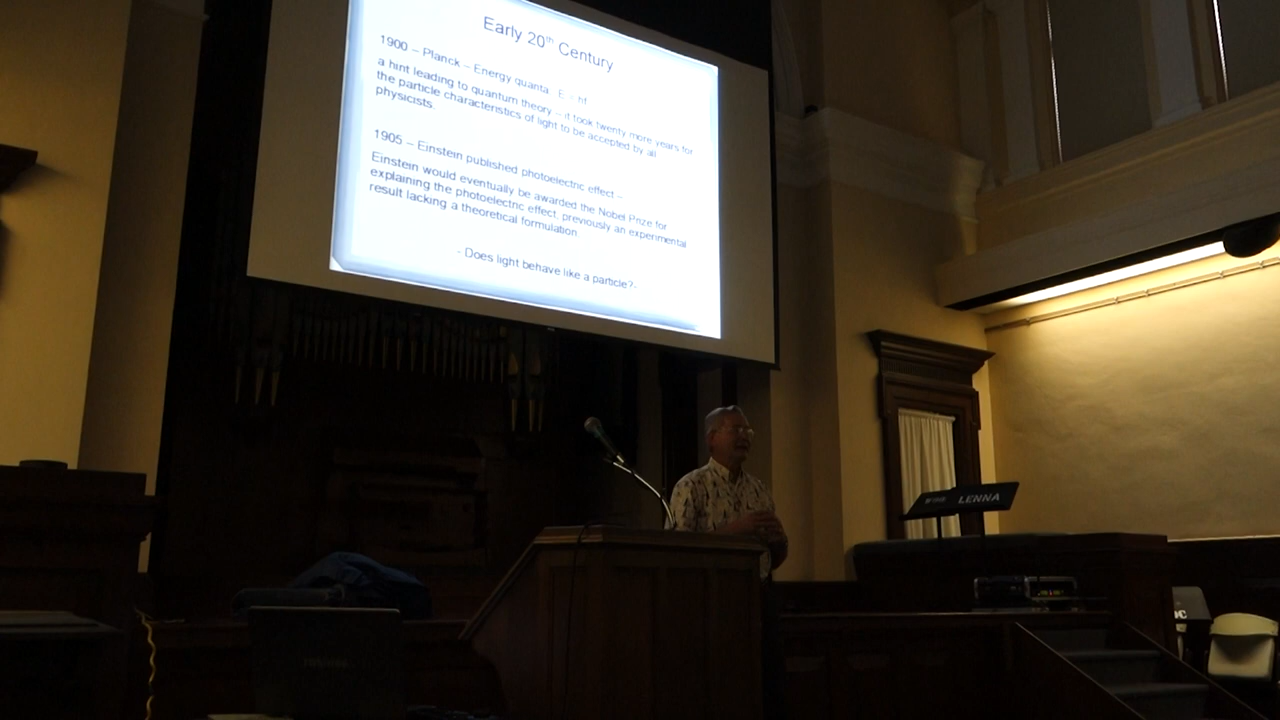 Early 20th Century
1900 – Planck – Energy quanta E = hf
a hint leading to quantum theory – it took twenty more years for
the particle characteristics of light to be accepted by all
physicists.
1905 – Einstein published photoelectric effect –
Einstein would eventually be awarded the Nobel Prize for
explaining the photoelectric effect, previously an experimental
result lacking a theoretical formulation
- Does light behave like a particle?-
LENNA